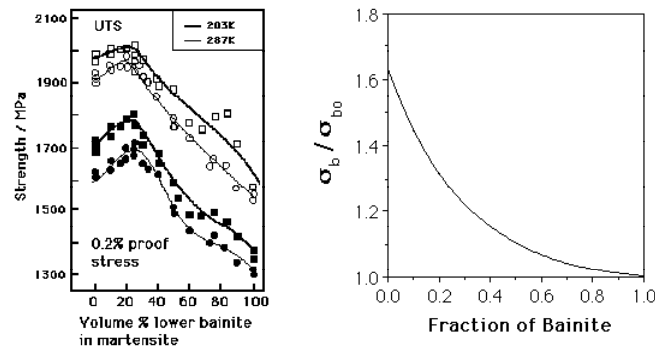 UTS
203K
287K
2100
1900
1700
1500
1300
Strength / MPa
0.2% proof
stress
0 20 40 60 80 100
Volume % lower bainite
in martensite
1.8
1.6
1.4
1.2
1.0
σb / σbo
0.0 0.2 0.4 0.6 0.8 1.0
Fraction of Bainite